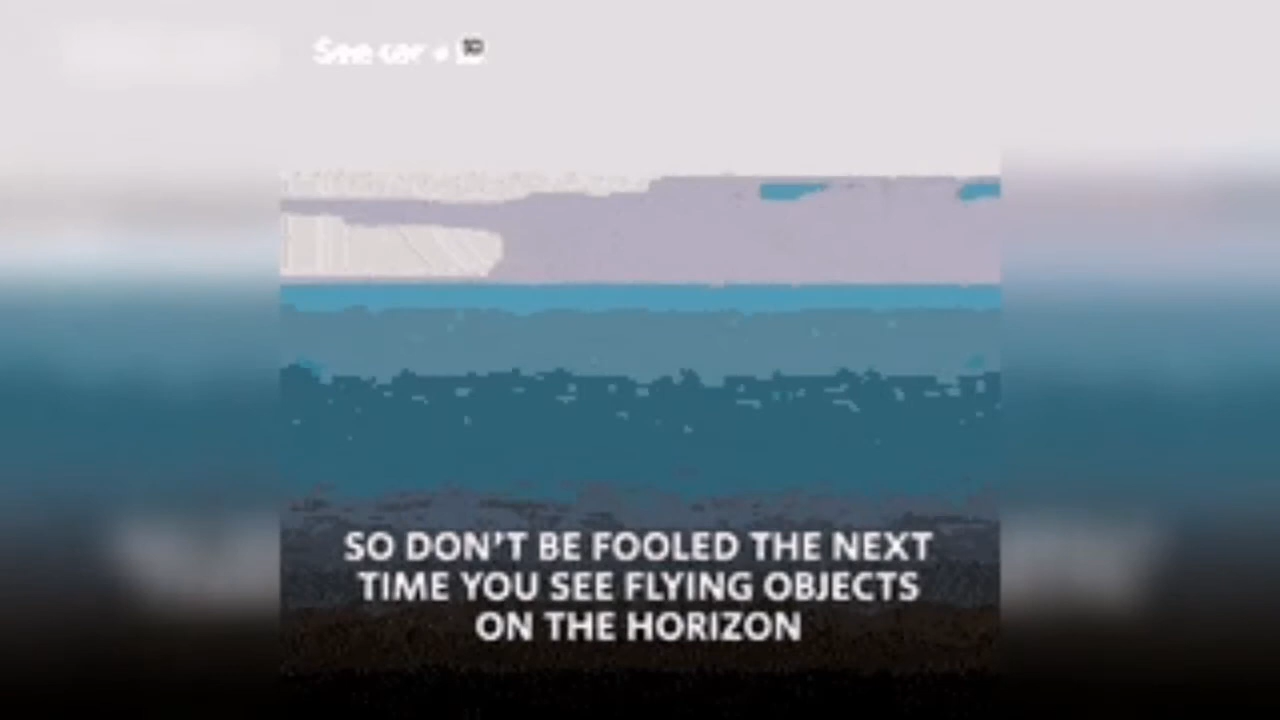 SO DON'T BE FOOLED THE NEXT
TIME YOU SEE FLYING OBJECTS
ON THE HORIZON